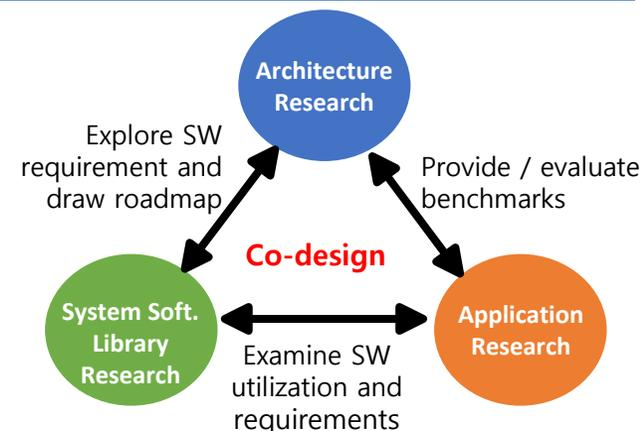 Architecture
Research
Explore SW
requirement and
draw roadmap
Provide / evaluate
benchmarks
Co-design
System Soft.
Library
Research
Application
Research
Examine SW
utilization and
requirements